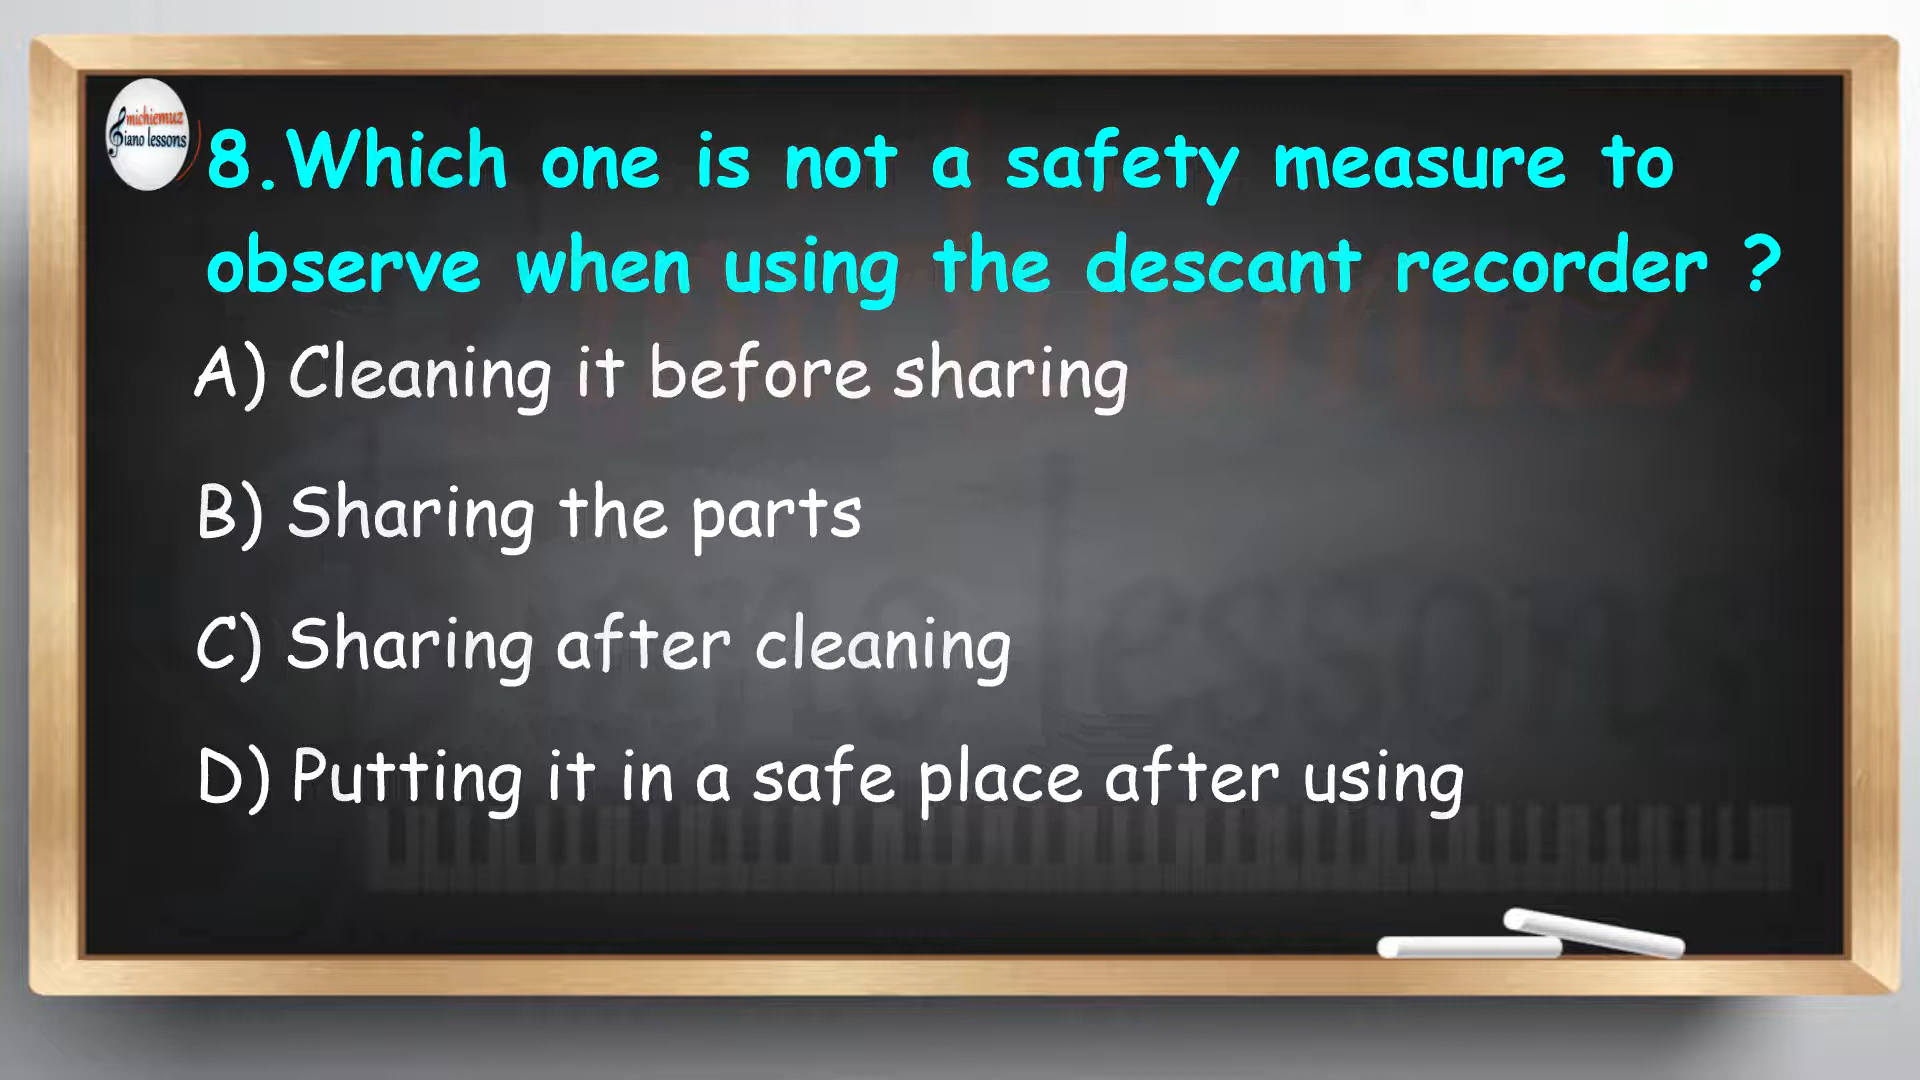 michiemuz
iano lessons
8.Which one is not a safety measure to
observe when using the descant recorder ?
A) Cleaning it before sharing
B) Sharing the parts
C) Sharing after cleaning
D) Putting it in a safe place after using